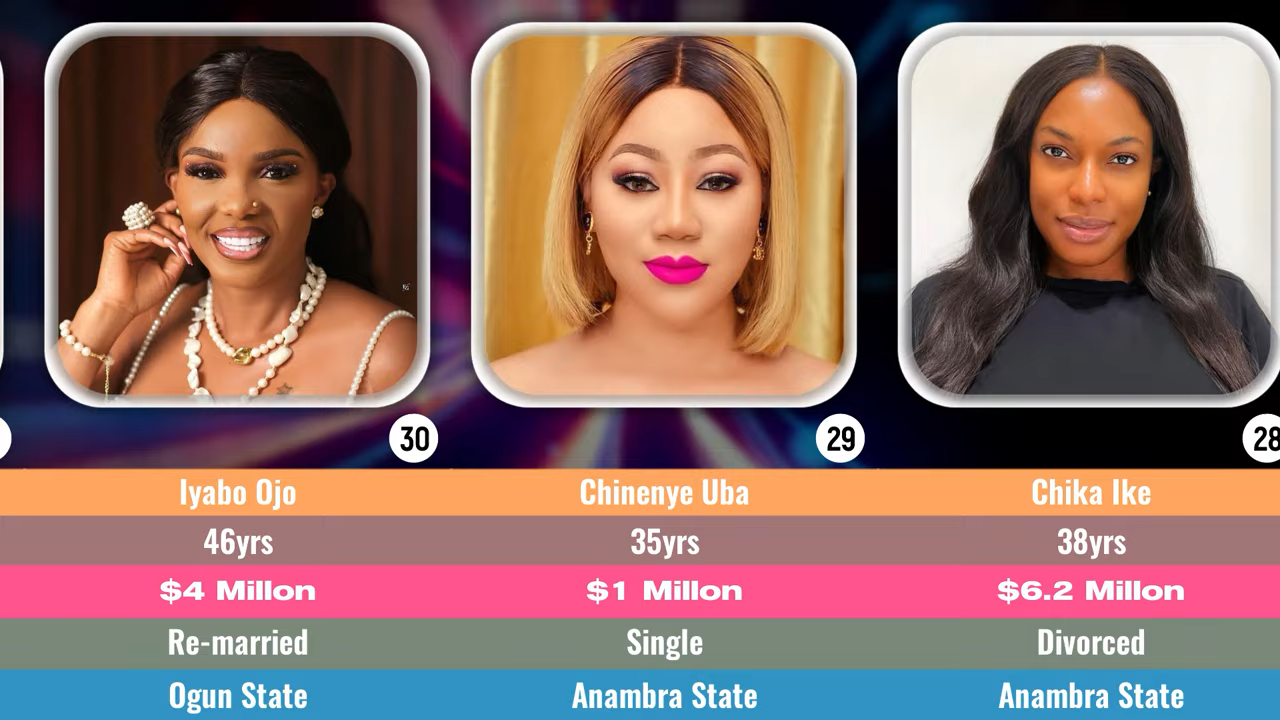 30
29
28
Iyabo Ojo
Chinenye Uba
Chika Ike
46yrs
35yrs
38yrs
$4 Millon
$1 Millon
$6.2 Millon
Re-married
Single
Divorced
Ogun State
Anambra State
Anambra State